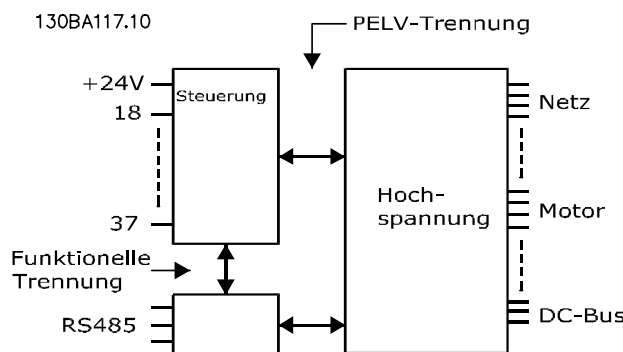 130BA117.10
PELV-Trennung
+24V
Steuerung
18
Netz
Hoch-
spannung
Motor
37
Funktionelle
Trennung
RS485
DC-Bus